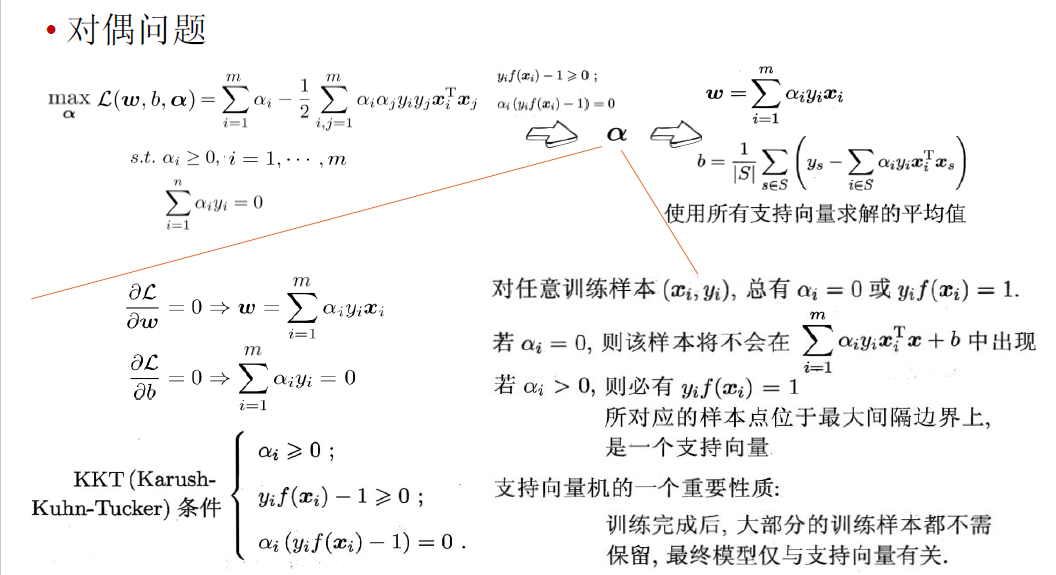 • 对偶问题
$\max_{\boldsymbol{\alpha}} \mathcal{L}(\boldsymbol{w}, b, \boldsymbol{\alpha}) = \sum_{i=1}^{m} \alpha_i - \frac{1}{2} \sum_{i,j=1}^{m} \alpha_i \alpha_j y_i y_j \boldsymbol{x}_i^{\mathrm{T}} \boldsymbol{x}_j$
$s.t. \ \alpha_i \geq 0, i = 1, \cdots, m$
$\sum_{i=1}^{n} \alpha_i y_i = 0$
$y_i f(\boldsymbol{x}_i) - 1 \geqslant 0 ;$
$\alpha_i (y_i f(\boldsymbol{x}_i) - 1) = 0$
$\boldsymbol{\alpha}$
$\boldsymbol{w} = \sum_{i=1}^{m} \alpha_i y_i \boldsymbol{x}_i$
$b = \frac{1}{|S|} \sum_{s \in S} \left( y_s - \sum_{i \in S} \alpha_i y_i \boldsymbol{x}_i^{\mathrm{T}} \boldsymbol{x}_s \right)$
使用所有支持向量求解的平均值
$\frac{\partial \mathcal{L}}{\partial \boldsymbol{w}} = 0 \Rightarrow \boldsymbol{w} = \sum_{i=1}^{m} \alpha_i y_i \boldsymbol{x}_i$
$\frac{\partial \mathcal{L}}{\partial b} = 0 \Rightarrow \sum_{i=1}^{m} \alpha_i y_i = 0$
KKT (Karush-
Kuhn-Tucker) 条件
$\alpha_i \geqslant 0 ;$
$y_i f(\boldsymbol{x}_i) - 1 \geqslant 0 ;$
$\alpha_i (y_i f(\boldsymbol{x}_i) - 1) = 0 .$
对任意训练样本 $(\boldsymbol{x}_i, y_i)$, 总有 $\alpha_i = 0$ 或 $y_i f(\boldsymbol{x}_i) = 1$.
若 $\alpha_i = 0$, 则该样本将不会在 $\sum_{i=1}^{m} \alpha_i y_i \boldsymbol{x}_i^{\mathrm{T}} \boldsymbol{x} + b$ 中出现
若 $\alpha_i > 0$, 则必有 $y_i f(\boldsymbol{x}_i) = 1$
所对应的样本点位于最大间隔边界上,
是一个支持向量
支持向量机的一个重要性质:
训练完成后, 大部分的训练样本都不需
保留, 最终模型仅与支持向量有关.